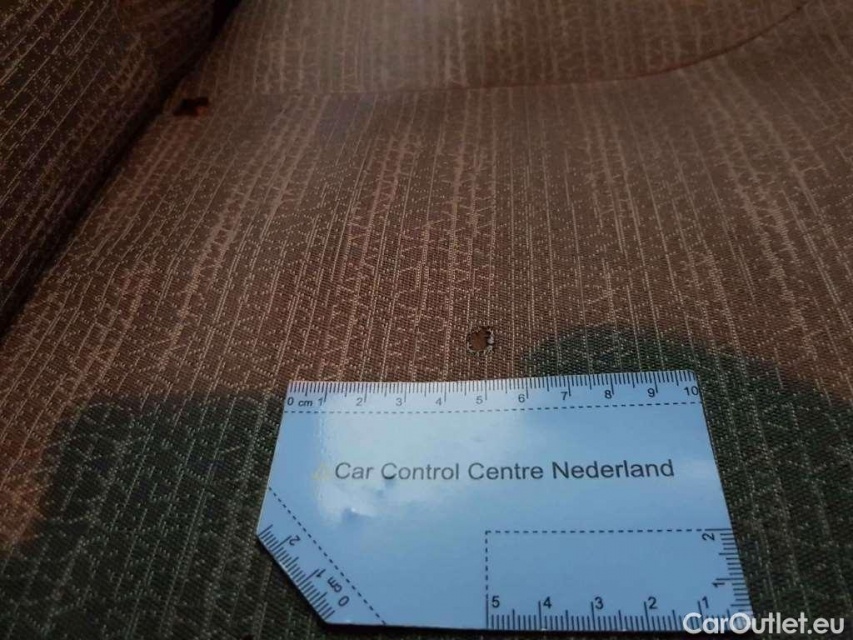 0 cm 1 2 3 4 5 6 7 8 9 10
Car Control Centre Nederland
2 1 0 cm
2
1
5 4 3 2 1
CarOutlet.eu